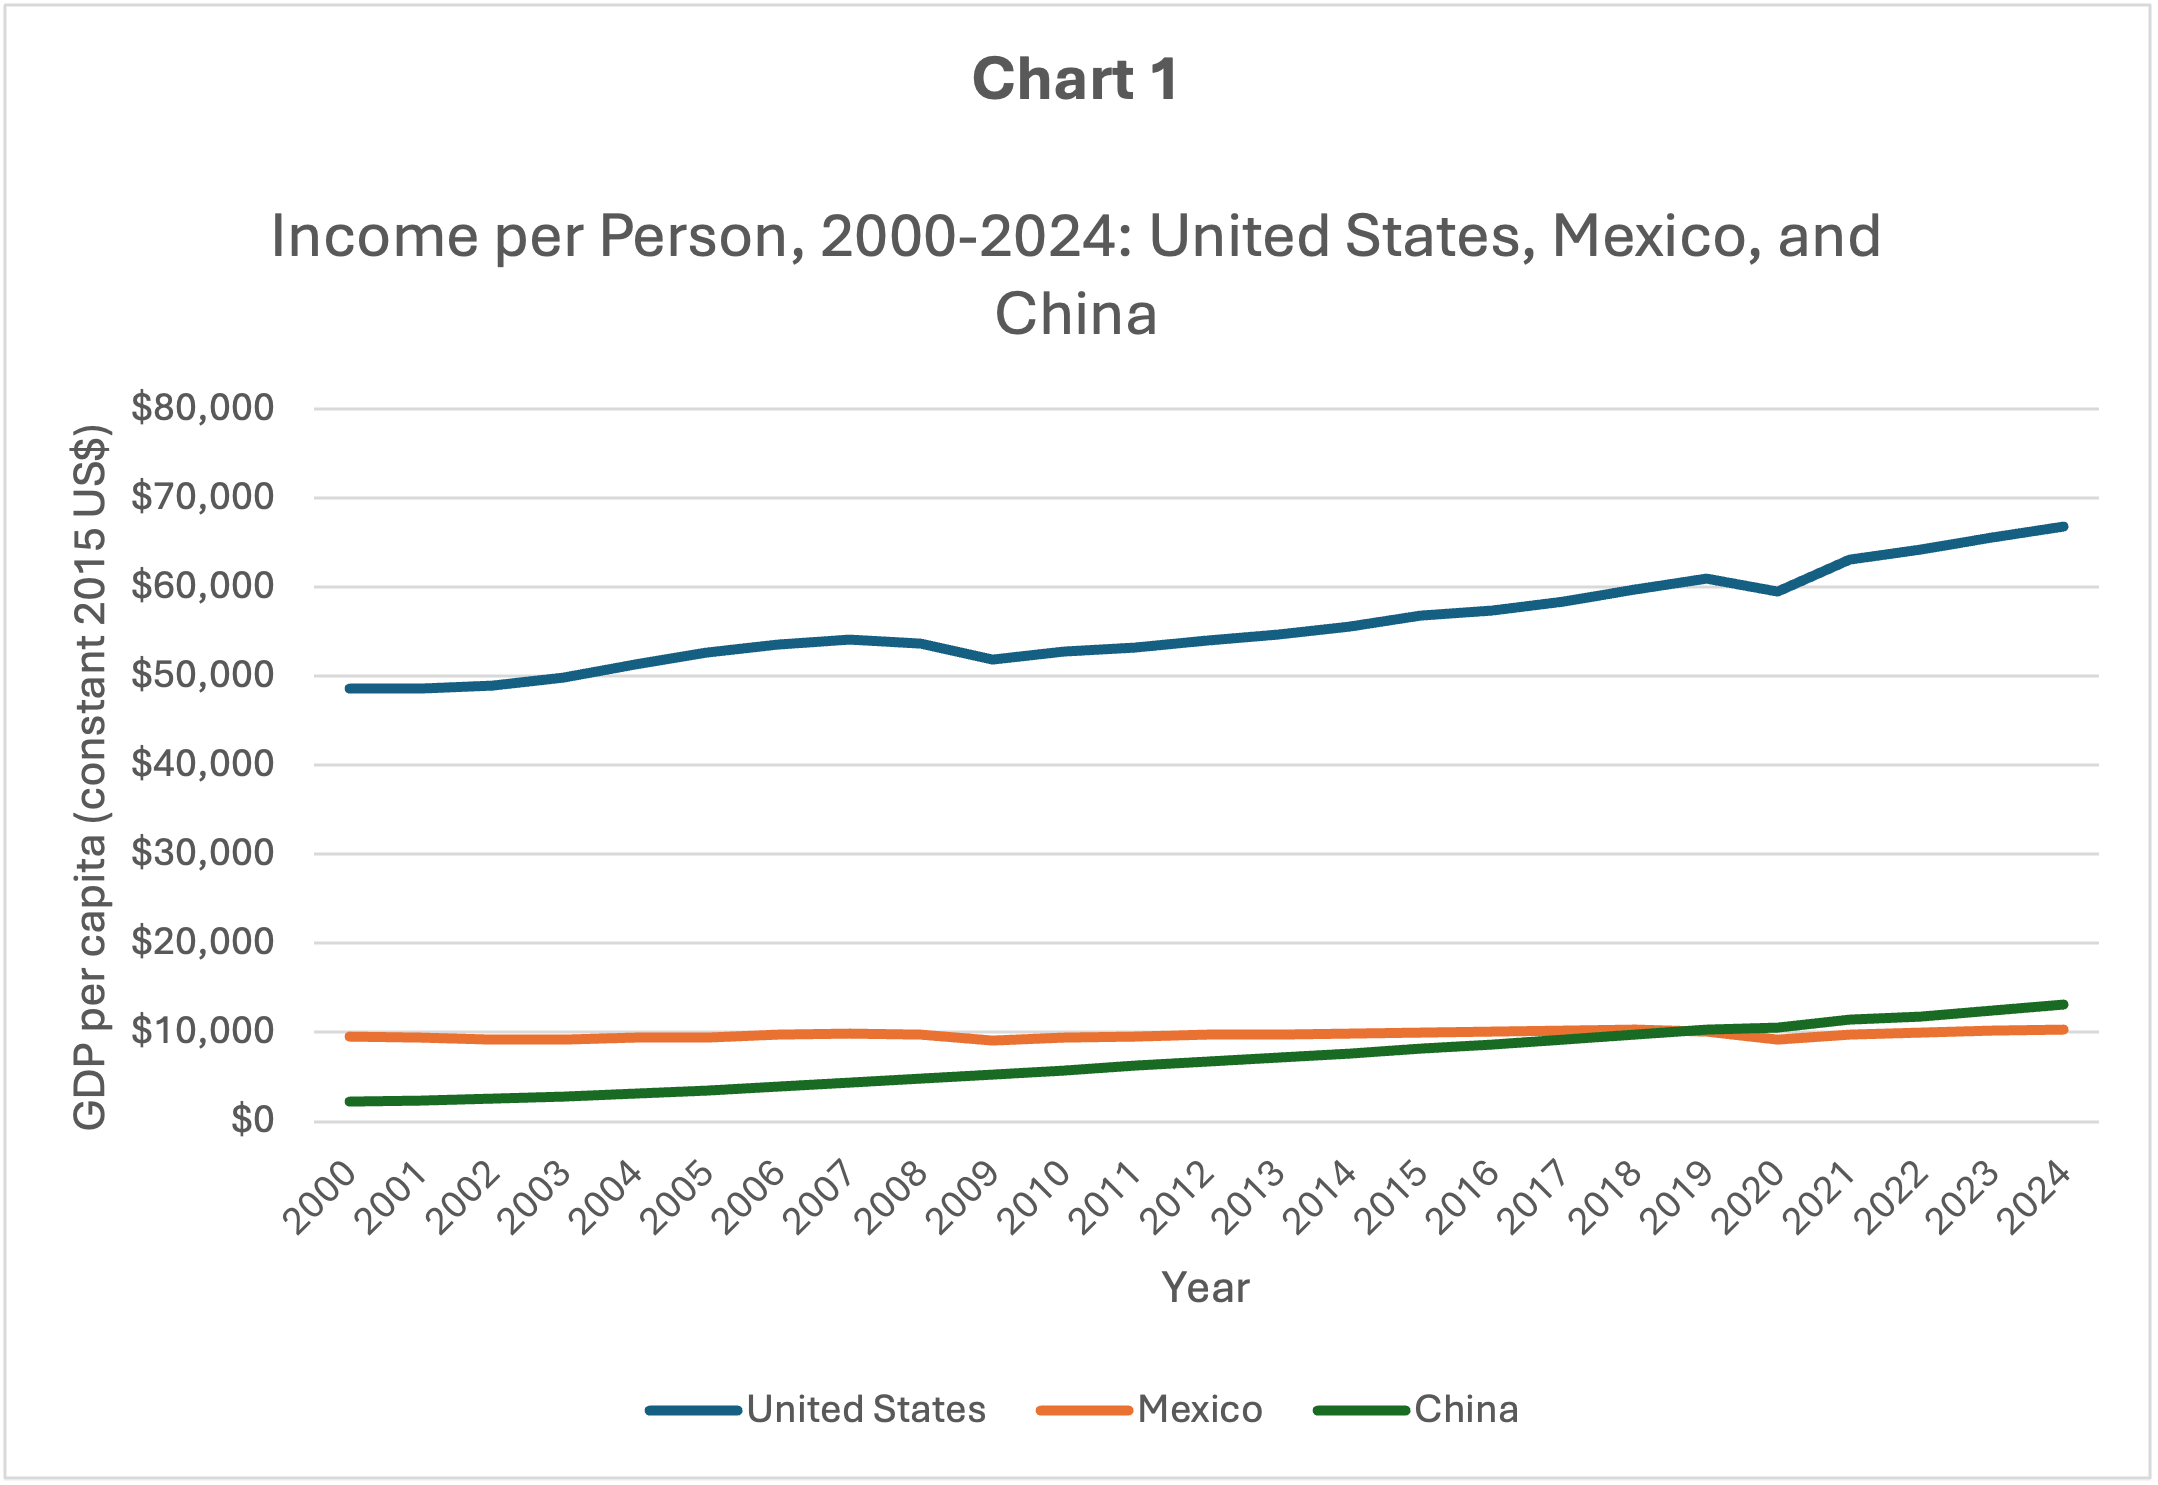 Chart 1
Income per Person, 2000-2024: United States, Mexico, and
China
GDP per capita (constant 2015 US$)
$80,000
$70,000
$60,000
$50,000
$40,000
$30,000
$20,000
$10,000
$0
2000 2001 2002 2003 2004 2005 2006 2007 2008 2009 2010 2011 2012 2013 2014 2015 2016 2017 2018 2019 2020 2021 2022 2023 2024
Year
United States Mexico China